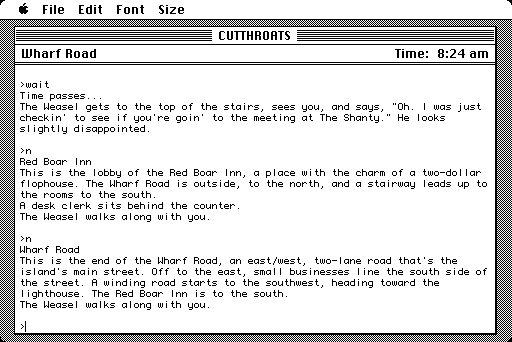 File Edit Font Size
CUTTHROATS
Wharf Road Time: 8:24 am
>wait
Time passes...
The Weasel gets to the top of the stairs, sees you, and says, "Oh. I was just
checkin' to see if you're goin' to the meeting at The Shanty." He looks
slightly disappointed.
>n
Red Boar Inn
This is the lobby of the Red Boar Inn, a place with the charm of a two-dollar
flophouse. The Wharf Road is outside, to the north, and a stairway leads up to
the rooms to the south.
A desk clerk sits behind the counter.
The Weasel walks along with you.
>n
Wharf Road
This is the end of the Wharf Road, an east/west, two-lane road that's the
island's main street. Off to the east, small businesses line the south side of
the street. A winding road starts to the southwest, heading toward the
lighthouse. The Red Boar Inn is to the south.
The Weasel walks along with you.
>